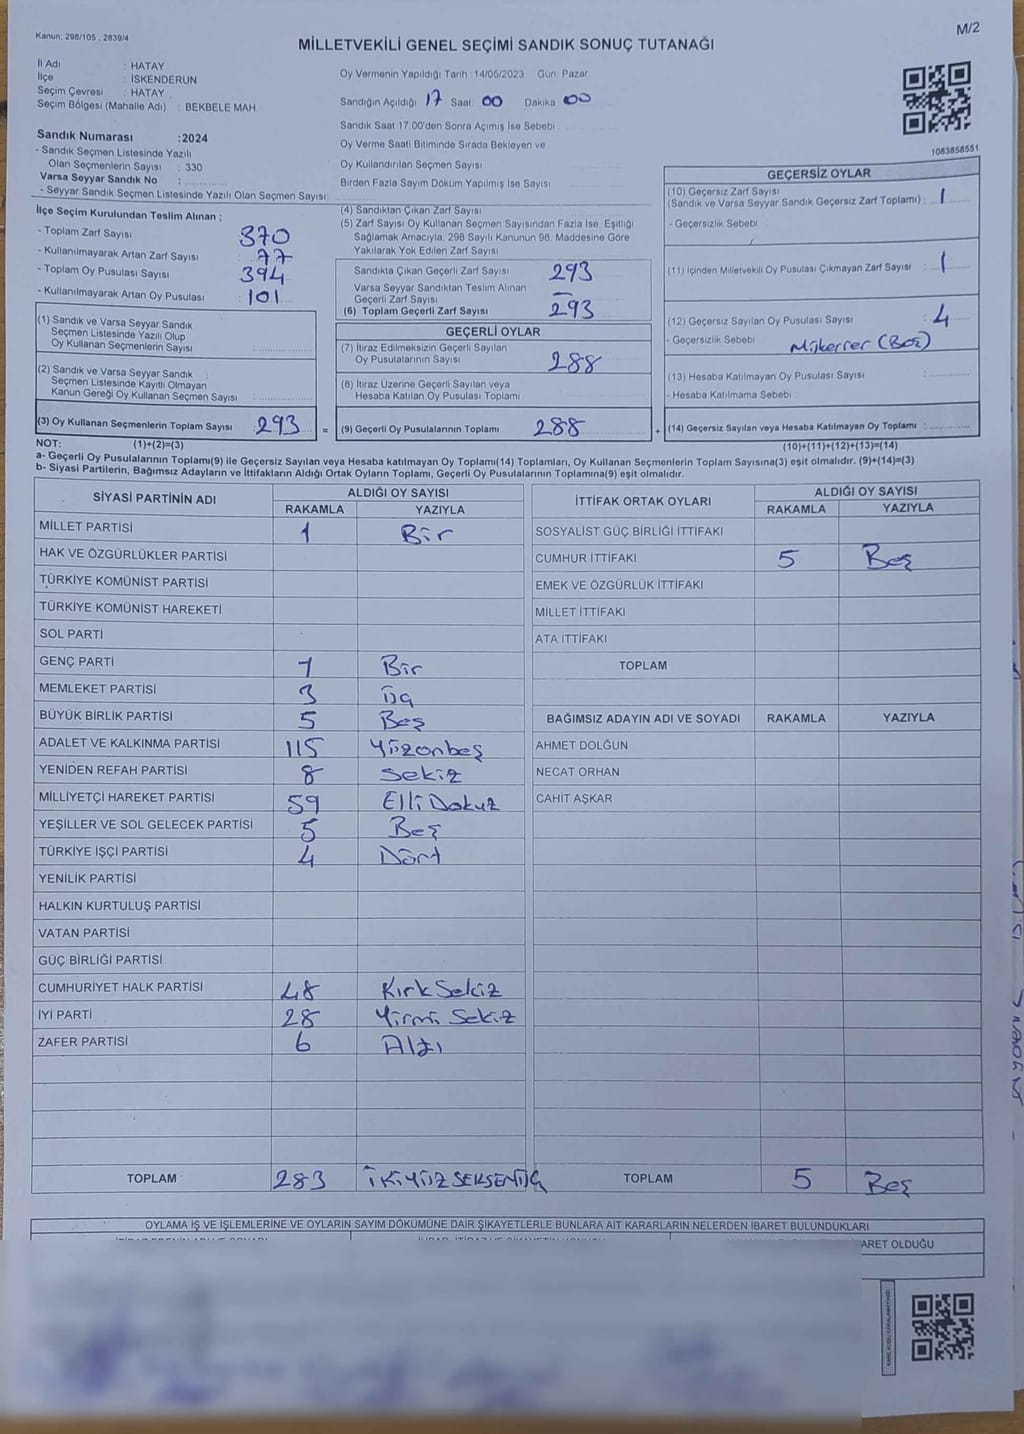 Kanun: 298/105 , 2839/4
M/2
MİLLETVEKİLİ GENEL SEÇİMİ SANDIK SONUÇ TUTANAĞI
İl Adı : HATAY
İlçe : İSKENDERUN
Seçim Çevresi : HATAY
Seçim Bölgesi (Mahalle Adı) : BEKBELE MAH.
Sandık Numarası :2024
- Sandık Seçmen Listesinde Yazılı
Olan Seçmenlerin Sayısı : 330
Varsa Seyyar Sandık No :
- Seyyar Sandık Seçmen Listesinde Yazılı Olan Seçmen Sayısı:
Oy Vermenin Yapıldığı Tarih :14/05/2023 Gün: Pazar
Sandığın Açıldığı 17 Saat 00 Dakika 00
Sandık Saat 17:00'den Sonra Açımış İse Sebebi
Oy Verme Saati Bitiminde Sırada Bekleyen ve
Oy Kullandırılan Seçmen Sayısı
Birden Fazla Sayım Döküm Yapılmış İse Sayısı
1083858551
İlçe Seçim Kurulundan Teslim Alınan ;
- Toplam Zarf Sayısı 370
- Kullanılmayarak Artan Zarf Sayısı : 77
- Toplam Oy Pusulası Sayısı 394
- Kullanılmayarak Artan Oy Pusulası : 101
(1) Sandık ve Varsa Seyyar Sandık
Seçmen Listesinde Yazılı Olup
Oy Kullanan Seçmenlerin Sayısı :
(2) Sandık ve Varsa Seyyar Sandık
Seçmen Listesinde Kayıtlı Olmayan
Kanun Gereği Oy Kullanan Seçmen Sayısı :
(3) Oy Kullanan Seçmenlerin Toplam Sayısı : 293 =
(4) Sandıktan Çıkan Zarf Sayısı
(5) Zarf Sayısı Oy Kullanan Seçmen Sayısından Fazla İse, Eşitliği
Sağlamak Amacıyla; 298 Sayılı Kanunun 98. Maddesine Göre
Yakılarak Yok Edilen Zarf Sayısı
Sandıkta Çıkan Geçerli Zarf Sayısı 293
Varsa Seyyar Sandıktan Teslim Alınan
Geçerli Zarf Sayısı —
(6) Toplam Geçerli Zarf Sayısı 293
GEÇERLİ OYLAR
(7) İtiraz Edilmeksizin Geçerli Sayılan
Oy Pusulalarının Sayısı 288
(8) İtiraz Üzerine Geçerli Sayılan veya
Hesaba Katılan Oy Pusulası Toplamı
(9) Geçerli Oy Pusulalarının Toplamı 288 +
GEÇERSİZ OYLAR
(10) Geçersiz Zarf Sayısı
(Sandık ve Varsa Seyyar Sandık Geçersiz Zarf Toplamı) : 1
- Geçersizlik Sebebi
(11) İçinden Milletvekili Oy Pusulası Çıkmayan Zarf Sayısı : 1
(12) Geçersiz Sayılan Oy Pusulası Sayısı : 4
- Geçersizlik Sebebi Mükerrer (Boş)
(13) Hesaba Katılmayan Oy Pusulası Sayısı :
- Hesaba Katılmama Sebebi
(14) Geçersiz Sayılan veya Hesaba Katılmayan Oy Toplamı :
NOT: (1)+(2)=(3) (10)+(11)+(12)+(13)=(14)
a- Geçerli Oy Pusulalarının Toplamı(9) ile Geçersiz Sayılan veya Hesaba katılmayan Oy Toplamı(14) Toplamları, Oy Kullanan Seçmenlerin Toplam Sayısına(3) eşit olmalıdır. (9)+(14)=(3)
b- Siyasi Partilerin, Bağımsız Adayların ve İttifakların Aldığı Ortak Oyların Toplamı, Geçerli Oy Pusulalarının Toplamına(9) eşit olmalıdır.
SİYASİ PARTİNİN ADI ALDIĞI OY SAYISI
RAKAMLA YAZIYLA
MİLLET PARTİSİ 1 Bir
HAK VE ÖZGÜRLÜKLER PARTİSİ
TÜRKİYE KOMÜNİST PARTİSİ
TÜRKİYE KOMÜNİST HAREKETİ
SOL PARTİ
GENÇ PARTİ 1 Bir
MEMLEKET PARTİSİ 3 Üç
BÜYÜK BİRLİK PARTİSİ 5 Beş
ADALET VE KALKINMA PARTİSİ 115 Yüzonbeş
YENİDEN REFAH PARTİSİ 8 Sekiz
MİLLİYETÇİ HAREKET PARTİSİ 59 Elli Dokuz
YEŞİLLER VE SOL GELECEK PARTİSİ 5 Beş
TÜRKİYE İŞÇİ PARTİSİ 4 Dört
YENİLİK PARTİSİ
HALKIN KURTULUŞ PARTİSİ
VATAN PARTİSİ
GÜÇ BİRLİĞİ PARTİSİ
CUMHURİYET HALK PARTİSİ 48 Kırk Sekiz
İYİ PARTİ 28 Yirmi Sekiz
ZAFER PARTİSİ 6 Altı
TOPLAM 283 İKİYÜZ SEKSENÜÇ
İTTİFAK ORTAK OYLARI ALDIĞI OY SAYISI
RAKAMLA YAZIYLA
SOSYALİST GÜÇ BİRLİĞİ İTTİFAKI
CUMHUR İTTİFAKI 5 Beş
EMEK VE ÖZGÜRLÜK İTTİFAKI
MİLLET İTTİFAKI
ATA İTTİFAKI
TOPLAM
BAĞIMSIZ ADAYIN ADI VE SOYADI RAKAMLA YAZIYLA
AHMET DOLĞUN
NECAT ORHAN
CAHİT AŞKAR
TOPLAM 5 Beş
OYLAMA İŞ VE İŞLEMLERİNE VE OYLARIN SAYIM DÖKÜMÜNE DAİR ŞİKAYETLERLE BUNLARA AİT KARARLARIN NELERDEN İBARET BULUNDUKLARI
ARET OLDUĞU